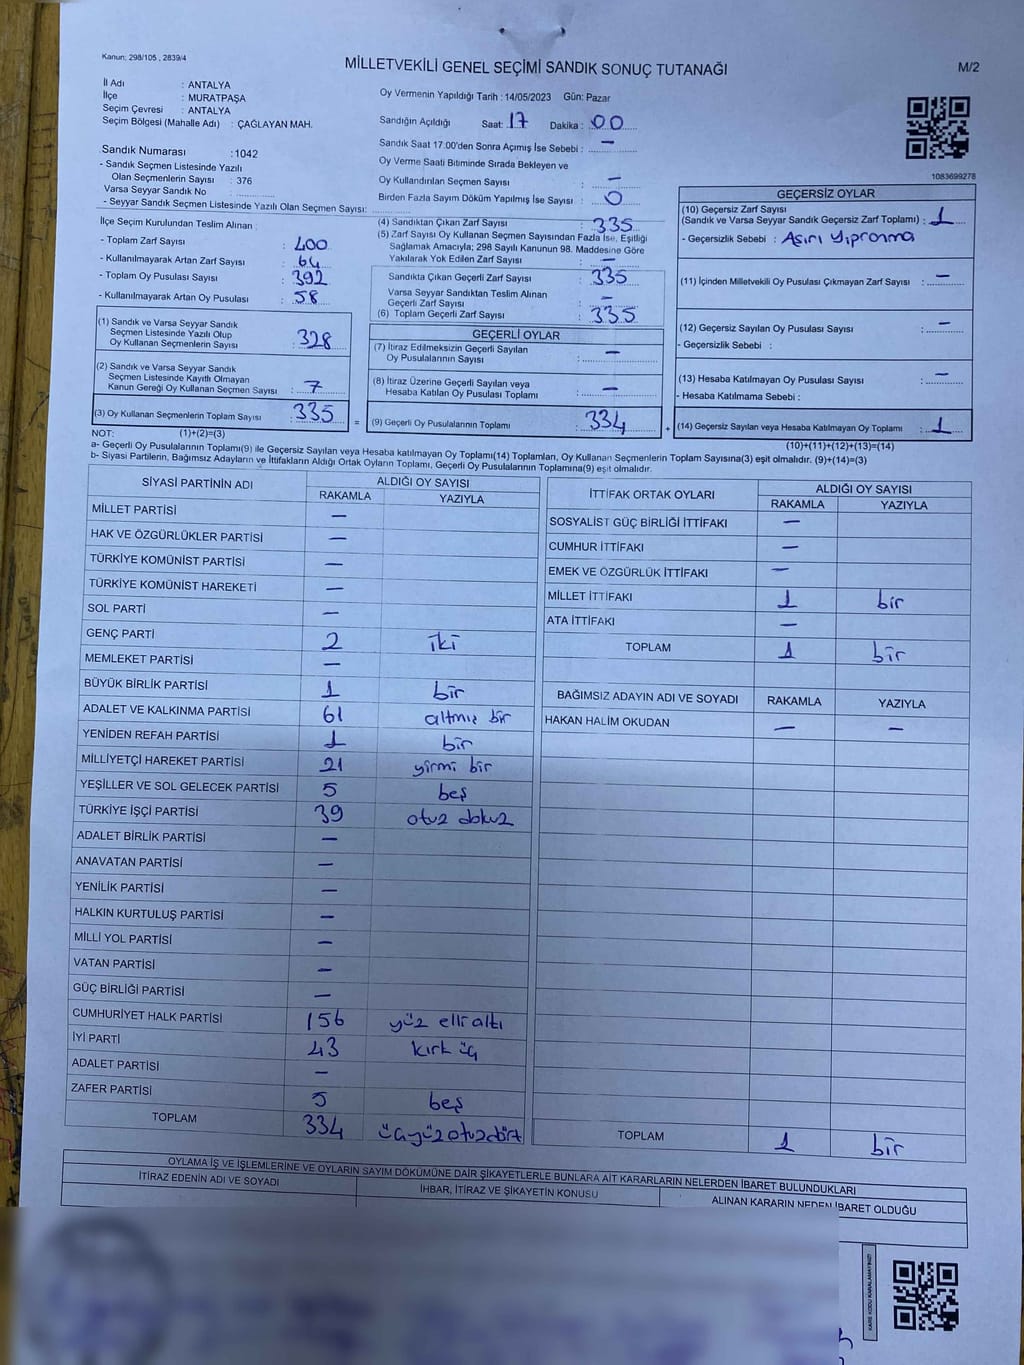 Kanun: 298/105 , 2839/4
MİLLETVEKİLİ GENEL SEÇİMİ SANDIK SONUÇ TUTANAĞI
M/2
İl Adı : ANTALYA
İlçe : MURATPAŞA
Seçim Çevresi : ANTALYA
Seçim Bölgesi (Mahalle Adı) : ÇAĞLAYAN MAH.
Sandık Numarası : 1042
- Sandık Seçmen Listesinde Yazılı
Olan Seçmenlerin Sayısı : 376
Varsa Seyyar Sandık No
- Seyyar Sandık Seçmen Listesinde Yazılı Olan Seçmen Sayısı:
Oy Vermenin Yapıldığı Tarih : 14/05/2023 Gün: Pazar
Sandığın Açıldığı Saat: 17 Dakika : 00
Sandık Saat 17:00'den Sonra Açımış İse Sebebi : —
Oy Verme Saati Bitiminde Sırada Bekleyen ve
Oy Kullandırılan Seçmen Sayısı : —
Birden Fazla Sayım Döküm Yapılmış İse Sayısı : 0
1083699278
İlçe Seçim Kurulundan Teslim Alınan :
- Toplam Zarf Sayısı : 400
- Kullanılmayarak Artan Zarf Sayısı : 64
- Toplam Oy Pusulası Sayısı : 392
- Kullanılmayarak Artan Oy Pusulası : 58
(1) Sandık ve Varsa Seyyar Sandık
Seçmen Listesinde Yazılı Olup
Oy Kullanan Seçmenlerin Sayısı : 328
(2) Sandık ve Varsa Seyyar Sandık
Seçmen Listesinde Kayıtlı Olmayan
Kanun Gereği Oy Kullanan Seçmen Sayısı : 7
(3) Oy Kullanan Seçmenlerin Toplam Sayısı : 335
(4) Sandıktan Çıkan Zarf Sayısı : 335
(5) Zarf Sayısı Oy Kullanan Seçmen Sayısından Fazla İse, Eşitliği
Sağlamak Amacıyla; 298 Sayılı Kanunun 98. Maddesine Göre
Yakılarak Yok Edilen Zarf Sayısı : —
Sandıkta Çıkan Geçerli Zarf Sayısı : 335
Varsa Seyyar Sandıktan Teslim Alınan
Geçerli Zarf Sayısı : —
(6) Toplam Geçerli Zarf Sayısı : 335
GEÇERLİ OYLAR
(7) İtiraz Edilmeksizin Geçerli Sayılan
Oy Pusulalarının Sayısı : —
(8) İtiraz Üzerine Geçerli Sayılan veya
Hesaba Katılan Oy Pusulası Toplamı : —
= (9) Geçerli Oy Pusulalarının Toplamı : 334
GEÇERSİZ OYLAR
(10) Geçersiz Zarf Sayısı
(Sandık ve Varsa Seyyar Sandık Geçersiz Zarf Toplamı) : 1
- Geçersizlik Sebebi : Aşırı Yıpranma
(11) İçinden Milletvekili Oy Pusulası Çıkmayan Zarf Sayısı : —
(12) Geçersiz Sayılan Oy Pusulası Sayısı : —
- Geçersizlik Sebebi :
(13) Hesaba Katılmayan Oy Pusulası Sayısı : —
- Hesaba Katılmama Sebebi :
+ (14) Geçersiz Sayılan veya Hesaba Katılmayan Oy Toplamı : 1
NOT: (1)+(2)=(3)
(10)+(11)+(12)+(13)=(14)
a- Geçerli Oy Pusulalarının Toplamı(9) ile Geçersiz Sayılan veya Hesaba katılmayan Oy Toplamı(14) Toplamları, Oy Kullanan Seçmenlerin Toplam Sayısına(3) eşit olmalıdır. (9)+(14)=(3)
b- Siyasi Partilerin, Bağımsız Adayların ve İttifakların Aldığı Ortak Oyların Toplamı, Geçerli Oy Pusulalarının Toplamına(9) eşit olmalıdır.
SİYASİ PARTİNİN ADI ALDIĞI OY SAYISI
RAKAMLA YAZIYLA
MİLLET PARTİSİ —
HAK VE ÖZGÜRLÜKLER PARTİSİ —
TÜRKİYE KOMÜNİST PARTİSİ —
TÜRKİYE KOMÜNİST HAREKETİ —
SOL PARTİ —
GENÇ PARTİ 2 iki
MEMLEKET PARTİSİ —
BÜYÜK BİRLİK PARTİSİ 1 bir
ADALET VE KALKINMA PARTİSİ 61 altmış bir
YENİDEN REFAH PARTİSİ 1 bir
MİLLİYETÇİ HAREKET PARTİSİ 21 yirmi bir
YEŞİLLER VE SOL GELECEK PARTİSİ 5 beş
TÜRKİYE İŞÇİ PARTİSİ 39 otuz dokuz
ADALET BİRLİK PARTİSİ —
ANAVATAN PARTİSİ —
YENİLİK PARTİSİ —
HALKIN KURTULUŞ PARTİSİ —
MİLLİ YOL PARTİSİ —
VATAN PARTİSİ —
GÜÇ BİRLİĞİ PARTİSİ —
CUMHURİYET HALK PARTİSİ 156 yüz elli altı
İYİ PARTİ 43 kırk üç
ADALET PARTİSİ —
ZAFER PARTİSİ 5 beş
TOPLAM 334 üçyüzotuzdört
İTTİFAK ORTAK OYLARI ALDIĞI OY SAYISI
RAKAMLA YAZIYLA
SOSYALİST GÜÇ BİRLİĞİ İTTİFAKI —
CUMHUR İTTİFAKI —
EMEK VE ÖZGÜRLÜK İTTİFAKI —
MİLLET İTTİFAKI 1 bir
ATA İTTİFAKI —
TOPLAM 1 bir
BAĞIMSIZ ADAYIN ADI VE SOYADI RAKAMLA YAZIYLA
HAKAN HALİM OKUDAN — —
TOPLAM 1 bir
OYLAMA İŞ VE İŞLEMLERİNE VE OYLARIN SAYIM DÖKÜMÜNE DAİR ŞİKAYETLERLE BUNLARA AİT KARARLARIN NELERDEN İBARET BULUNDUKLARI
İTİRAZ EDENİN ADI VE SOYADI İHBAR, İTİRAZ VE ŞİKAYETİN KONUSU ALINAN KARARIN NEDEN İBARET OLDUĞU
KARE KODU KARALAMAYINIZ!